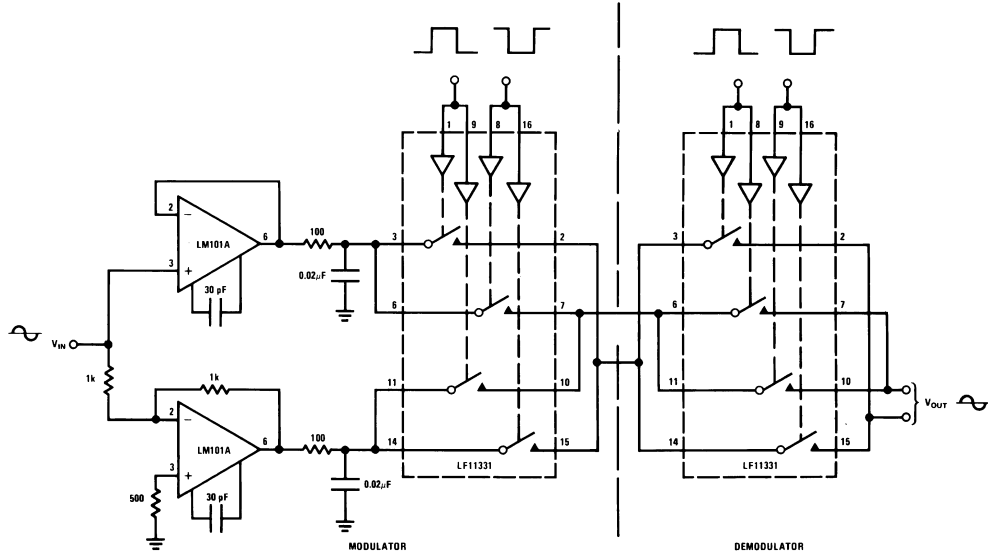 1 9 8 16
1 8 9 16
2
6
LM101A
3
30 pF
100
0.02μF
3
2
6
7
11
10
14
15
LF11331
3
2
6
7
11
10
14
15
LF11331
VIN
1k
1k
2
6
LM101A
3
500
30 pF
100
0.02μF
VOUT
MODULATOR
DEMODULATOR